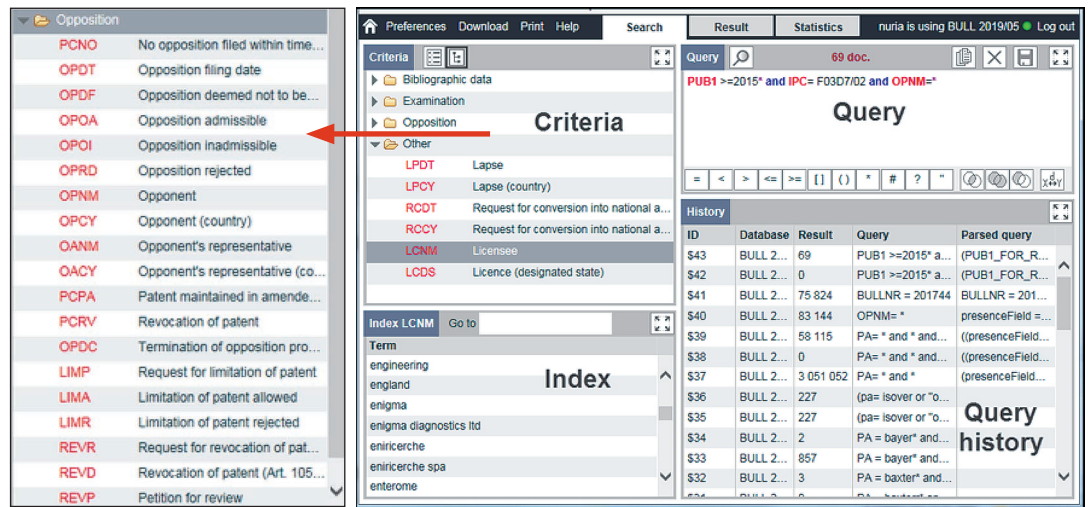 Opposition
PCNO No opposition filed within time...
OPDT Opposition filing date
OPDF Opposition deemed not to be...
OPOA Opposition admissible
OPOI Opposition inadmissible
OPRD Opposition rejected
OPNM Opponent
OPCY Opponent (country)
OANM Opponent's representative
OACY Opponent's representative (co...
PCPA Patent maintained in amende...
PCRV Revocation of patent
OPDC Termination of opposition pro...
LIMP Request for limitation of patent
LIMA Limitation of patent allowed
LIMR Limitation of patent rejected
REVR Request for revocation of pat...
REVD Revocation of patent (Art. 105...
REVP Petition for review
Preferences Download Print Help Search Result Statistics nuria is using BULL 2019/05 Log out
Criteria
Bibliographic data
Examination
Opposition
Other
LPDT Lapse
LPCY Lapse (country)
RCDT Request for conversion into national a...
RCCY Request for conversion into national a...
LCNM Licensee
LCDS Licence (designated state)
Criteria
Index LCNM Go to
Term
engineering
england
enigma
enigma diagnostics ltd
eniricerche
eniricerche spa
enterome
Index
Query 69 doc.
PUB1 >=2015* and IPC= F03D7/02 and OPNM=*
Query
= < > <= >= [ ] ( ) * # ? " x d y
History
ID Database Result Query Parsed query
$43 BULL 2... 69 PUB1 >=2015* a... (PUB1_FOR_R...
$42 BULL 2... 0 PUB1 >=2015* a... (PUB1_FOR_R...
$41 BULL 2... 75 824 BULLNR = 201744 BULLNR = 201...
$40 BULL 2... 83 144 OPNM= * presenceField =...
$39 BULL 2... 58 115 PA= * and * and... ((presenceField...
$38 BULL 2... 0 PA= * and * and... ((presenceField...
$37 BULL 2... 3 051 052 PA= * and * (presenceField...
$36 BULL 2... 227 (pa= isover or "o...
$35 BULL 2... 227 (pa= isover or "o...
$34 BULL 2... 2 PA = bayer* and...
$33 BULL 2... 857 PA = bayer* and...
$32 BULL 2... 3 PA = baxter* and...
Query
history